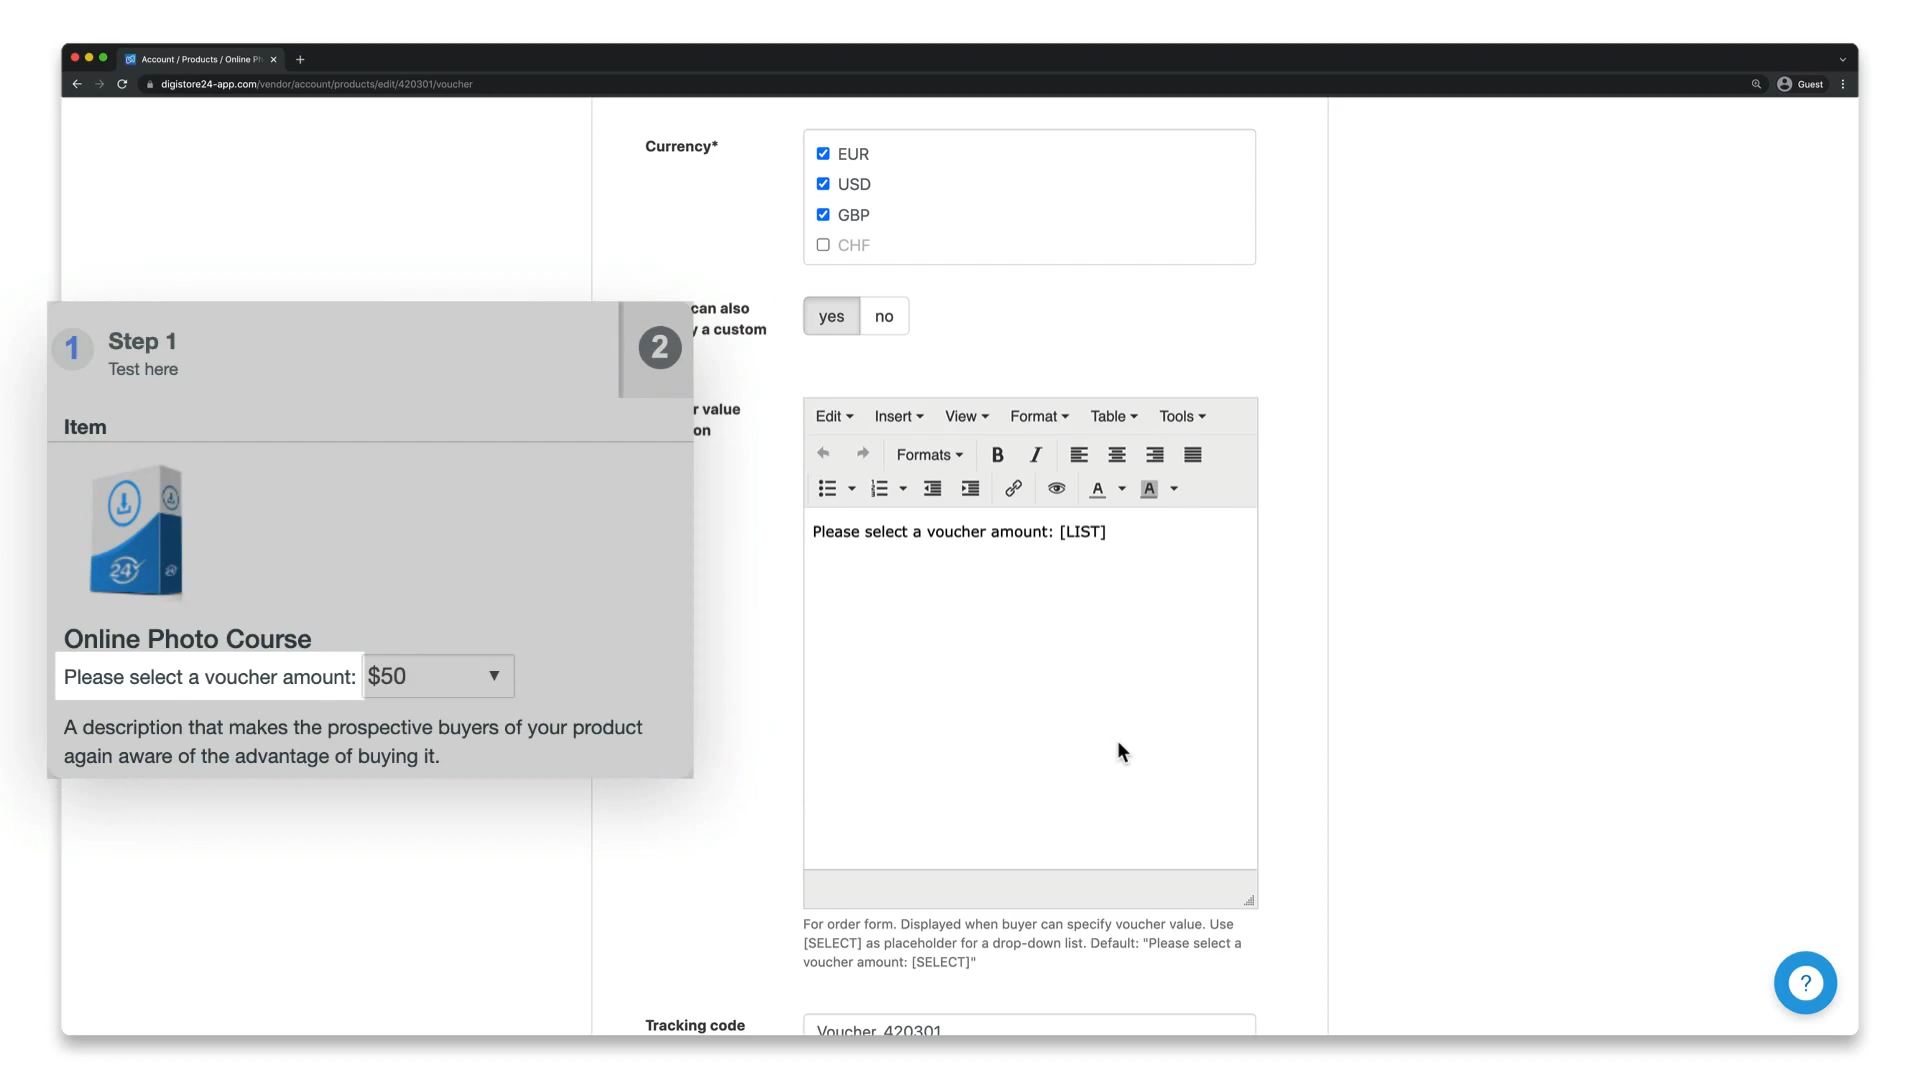 Account / Products / Online Ph
digistore24-app.com/vendor/account/products/edit/420301/voucher
Guest
Currency*
EUR
USD
GBP
CHF
can also
y a custom
yes
no
r value
on
Edit
Insert
View
Format
Table
Tools
Formats
B
I
A
A
Please select a voucher amount: [LIST]
For order form. Displayed when buyer can specify voucher value. Use
[SELECT] as placeholder for a drop-down list. Default: "Please select a
voucher amount: [SELECT]"
Tracking code
Voucher_420301
1
Step 1
Test here
2
Item
24
Online Photo Course
Please select a voucher amount:
$50
A description that makes the prospective buyers of your product
again aware of the advantage of buying it.
?